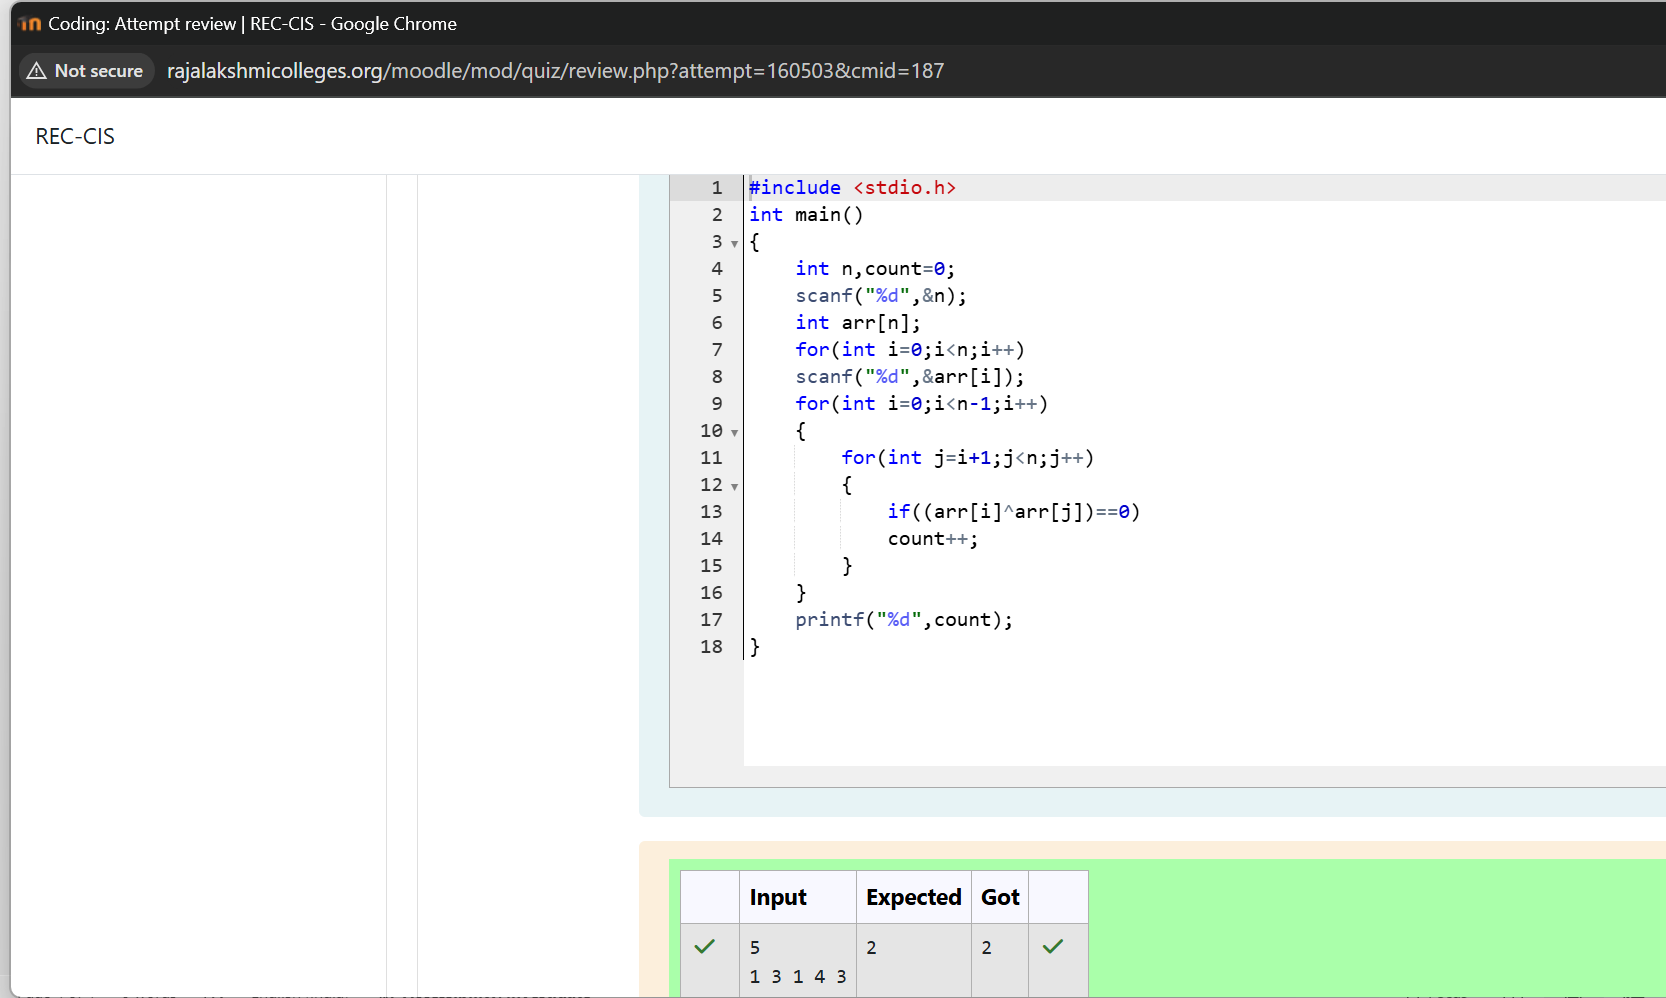 Coding: Attempt review | REC-CIS - Google Chrome
Not secure rajalakshmicolleges.org/moodle/mod/quiz/review.php?attempt=160503&cmid=187
REC-CIS
1 #include <stdio.h>
2 int main()
3 {
4     int n,count=0;
5     scanf("%d",&n);
6     int arr[n];
7     for(int i=0;i<n;i++)
8     scanf("%d",&arr[i]);
9     for(int i=0;i<n-1;i++)
10     {
11         for(int j=i+1;j<n;j++)
12         {
13             if((arr[i]^arr[j])==0)
14             count++;
15         }
16     }
17     printf("%d",count);
18 }
Input Expected Got
5 2 2
1 3 1 4 3